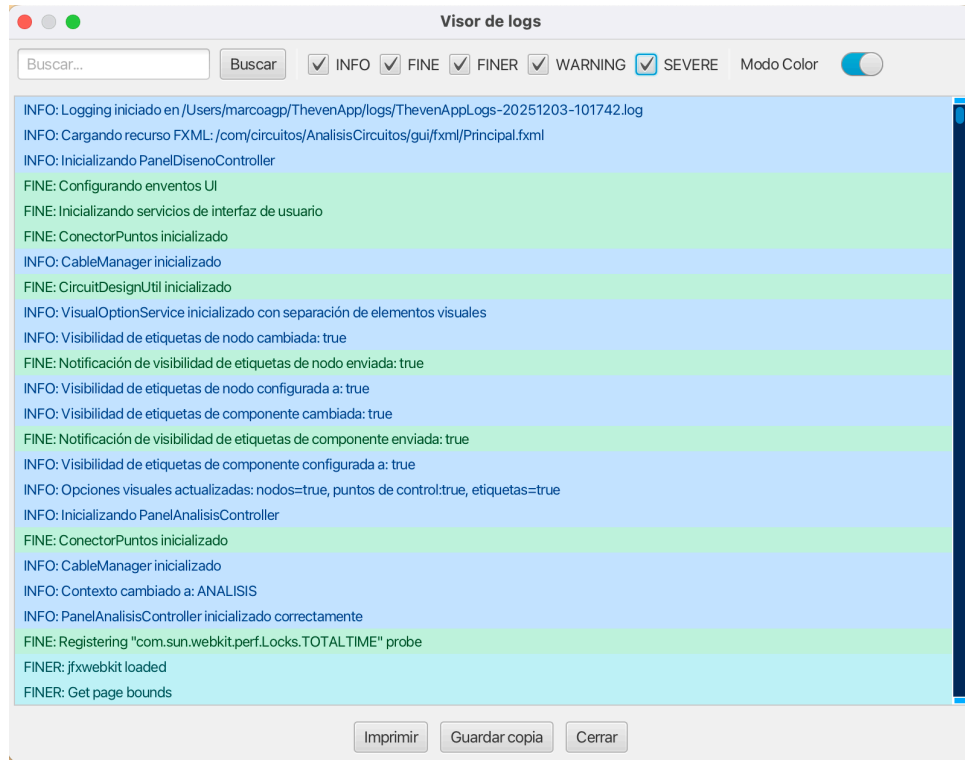 Visor de logs
Buscar... Buscar INFO FINE FINER WARNING SEVERE Modo Color
INFO: Logging iniciado en /Users/marcoagp/ThevenApp/logs/ThevenAppLogs-20251203-101742.log
INFO: Cargando recurso FXML: /com/circuitos/AnalisisCircuitos/gui/fxml/Principal.fxml
INFO: Inicializando PanelDisenoController
FINE: Configurando enventos UI
FINE: Inicializando servicios de interfaz de usuario
FINE: ConectorPuntos inicializado
INFO: CableManager inicializado
FINE: CircuitDesignUtil inicializado
INFO: VisualOptionService inicializado con separación de elementos visuales
INFO: Visibilidad de etiquetas de nodo cambiada: true
FINE: Notificación de visibilidad de etiquetas de nodo enviada: true
INFO: Visibilidad de etiquetas de nodo configurada a: true
INFO: Visibilidad de etiquetas de componente cambiada: true
FINE: Notificación de visibilidad de etiquetas de componente enviada: true
INFO: Visibilidad de etiquetas de componente configurada a: true
INFO: Opciones visuales actualizadas: nodos=true, puntos de control:true, etiquetas=true
INFO: Inicializando PanelAnalisisController
FINE: ConectorPuntos inicializado
INFO: CableManager inicializado
INFO: Contexto cambiado a: ANALISIS
INFO: PanelAnalisisController inicializado correctamente
FINE: Registering "com.sun.webkit.perf.Locks.TOTALTIME" probe
FINER: jfxwebkit loaded
FINER: Get page bounds
Imprimir Guardar copia Cerrar